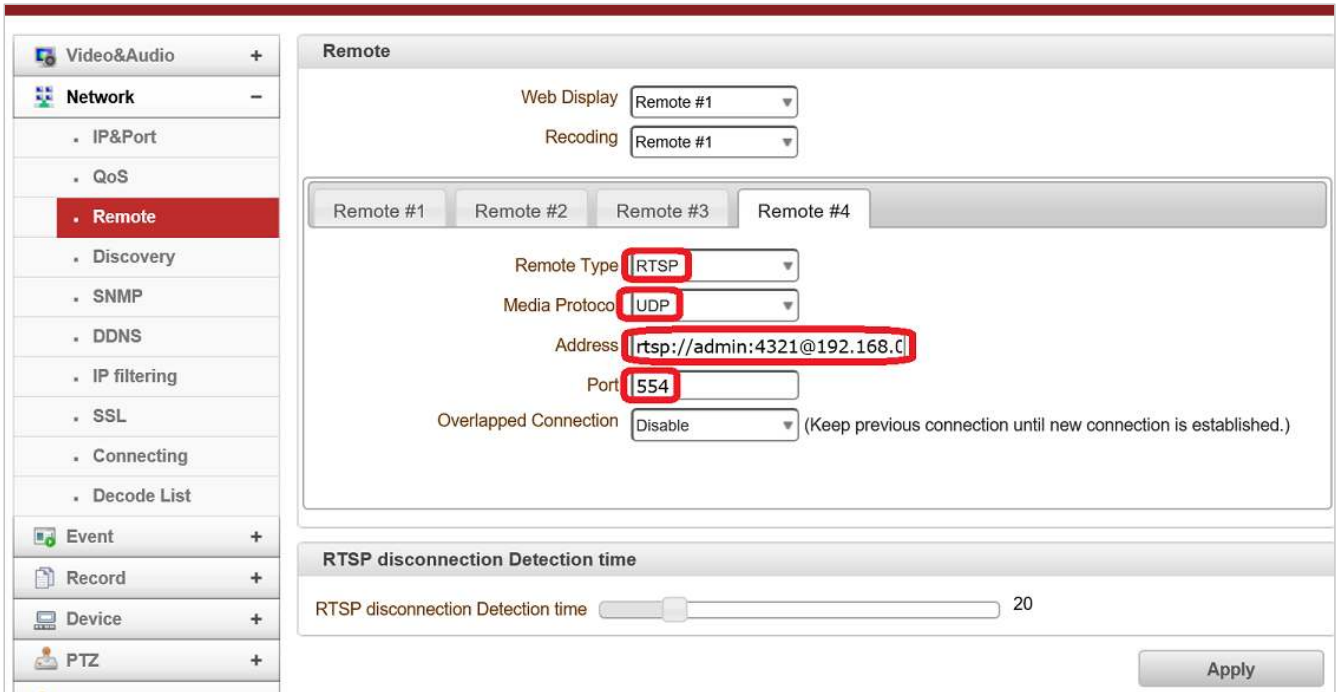 Video&Audio +
Network –
. IP&Port
. QoS
. Remote
. Discovery
. SNMP
. DDNS
. IP filtering
. SSL
. Connecting
. Decode List
Event +
Record +
Device +
PTZ +
Remote
Web Display Remote #1
Recoding Remote #1
Remote #1 Remote #2 Remote #3 Remote #4
Remote Type RTSP
Media Protocol UDP
Address rtsp://admin:4321@192.168.0
Port 554
Overlapped Connection Disable (Keep previous connection until new connection is established.)
RTSP disconnection Detection time
RTSP disconnection Detection time 20
Apply